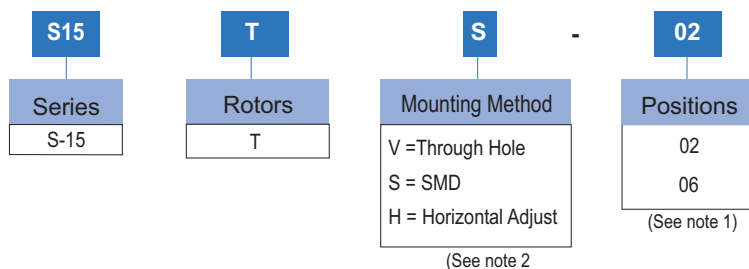 S15 T S - 02
Series Rotors Mounting Method Positions
S-15 T V =Through Hole 02
S = SMD 06
H = Horizontal Adjust
(See note 1)
(See note 2